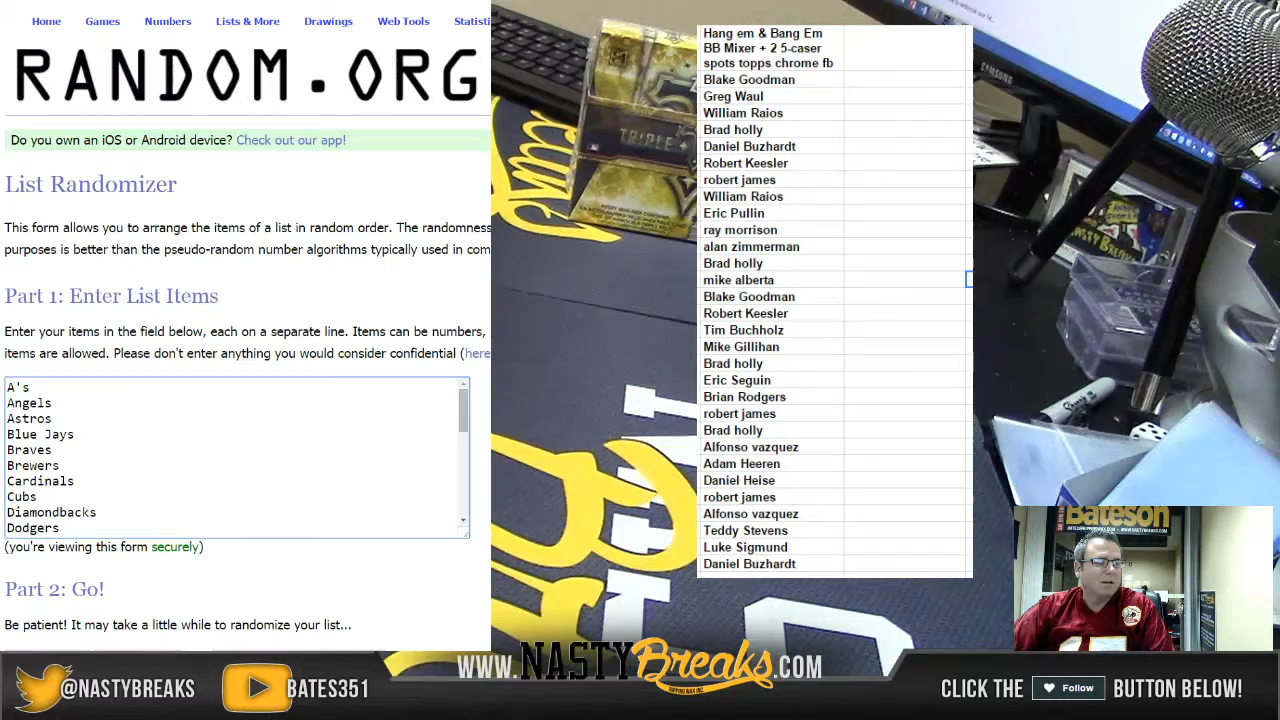 Home Games Numbers Lists & More Drawings Web Tools Statisti
RANDOM.ORG
Do you own an iOS or Android device? Check out our app!
List Randomizer
This form allows you to arrange the items of a list in random order. The randomness
purposes is better than the pseudo-random number algorithms typically used in com
Part 1: Enter List Items
Enter your items in the field below, each on a separate line. Items can be numbers,
items are allowed. Please don't enter anything you would consider confidential (here
A's
Angels
Astros
Blue Jays
Braves
Brewers
Cardinals
Cubs
Diamondbacks
Dodgers
(you're viewing this form securely)
Part 2: Go!
Be patient! It may take a little while to randomize your list...
Hang em & Bang Em
BB Mixer + 2 5-caser
spots topps chrome fb
Blake Goodman
Greg Waul
William Raios
Brad holly
Daniel Buzhardt
Robert Keesler
robert james
William Raios
Eric Pullin
ray morrison
alan zimmerman
Brad holly
mike alberta
Blake Goodman
Robert Keesler
Tim Buchholz
Mike Gillihan
Brad holly
Eric Seguin
Brian Rodgers
robert james
Brad holly
Alfonso vazquez
Adam Heeren
Daniel Heise
robert james
Alfonso vazquez
Teddy Stevens
Luke Sigmund
Daniel Buzhardt
TRIPLE
SAMSUNG
NASTY BREAKS
Bateson
@NASTYBREAKS
BATES351
WWW.NASTYBreaks.COM
RIPPING WAX INC.
CLICK THE Follow BUTTON BELOW!